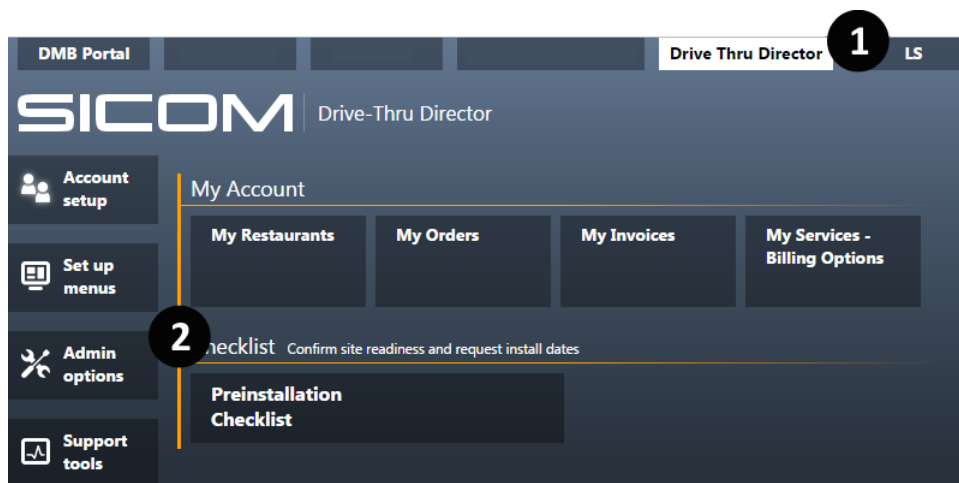 DMB Portal
Drive Thru Director
1
LS
SICOM
Drive-Thru Director
Account
setup
My Account
My Restaurants
My Orders
My Invoices
My Services -
Billing Options
Set up
menus
2
hecklist Confirm site readiness and request install dates
Admin
options
Preinstallation
Checklist
Support
tools